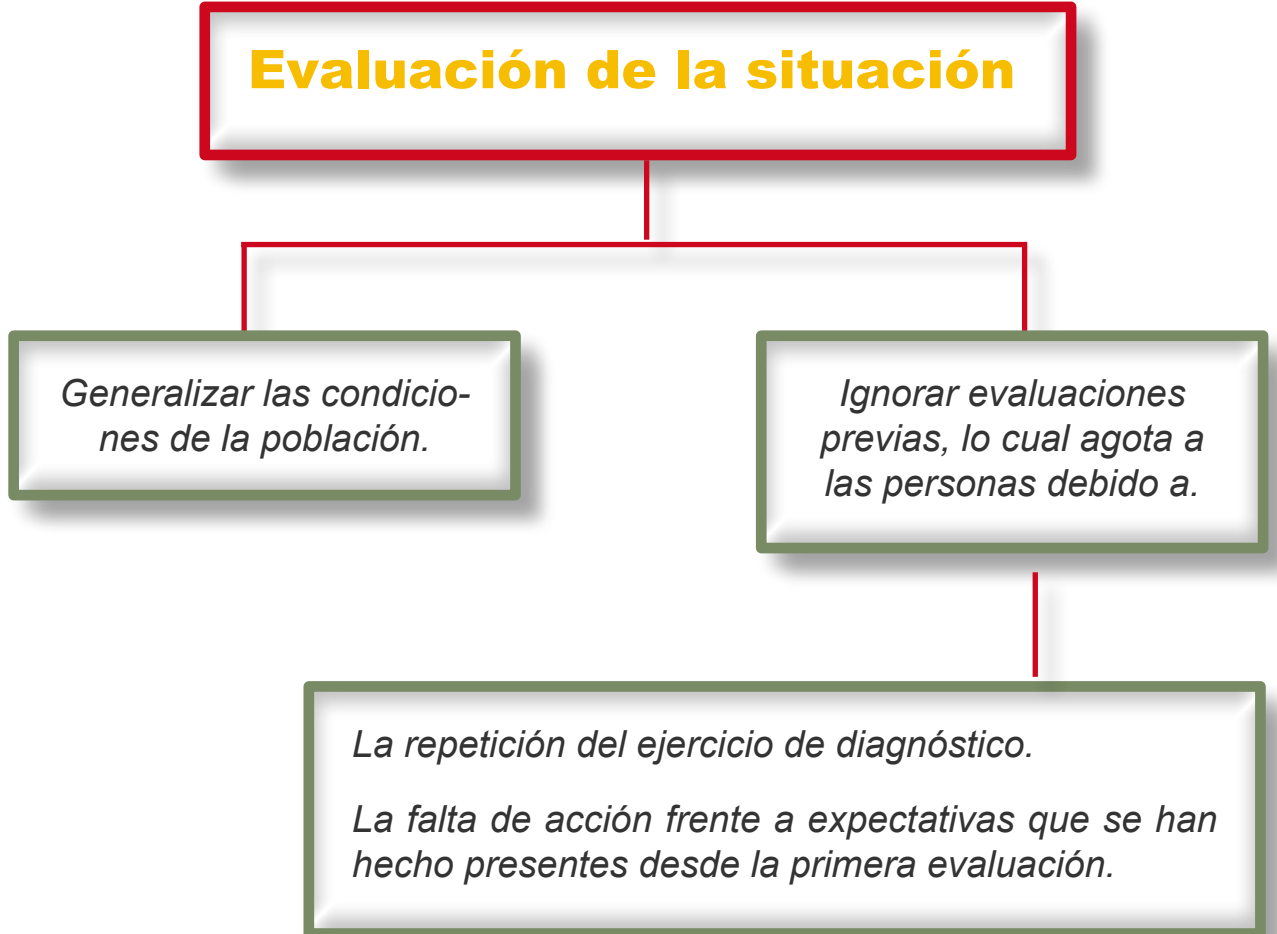 Evaluación de la situación
Generalizar las condicio-
nes de la población.
Ignorar evaluaciones
previas, lo cual agota a
las personas debido a.
La repetición del ejercicio de diagnóstico.
La falta de acción frente a expectativas que se han
hecho presentes desde la primera evaluación.